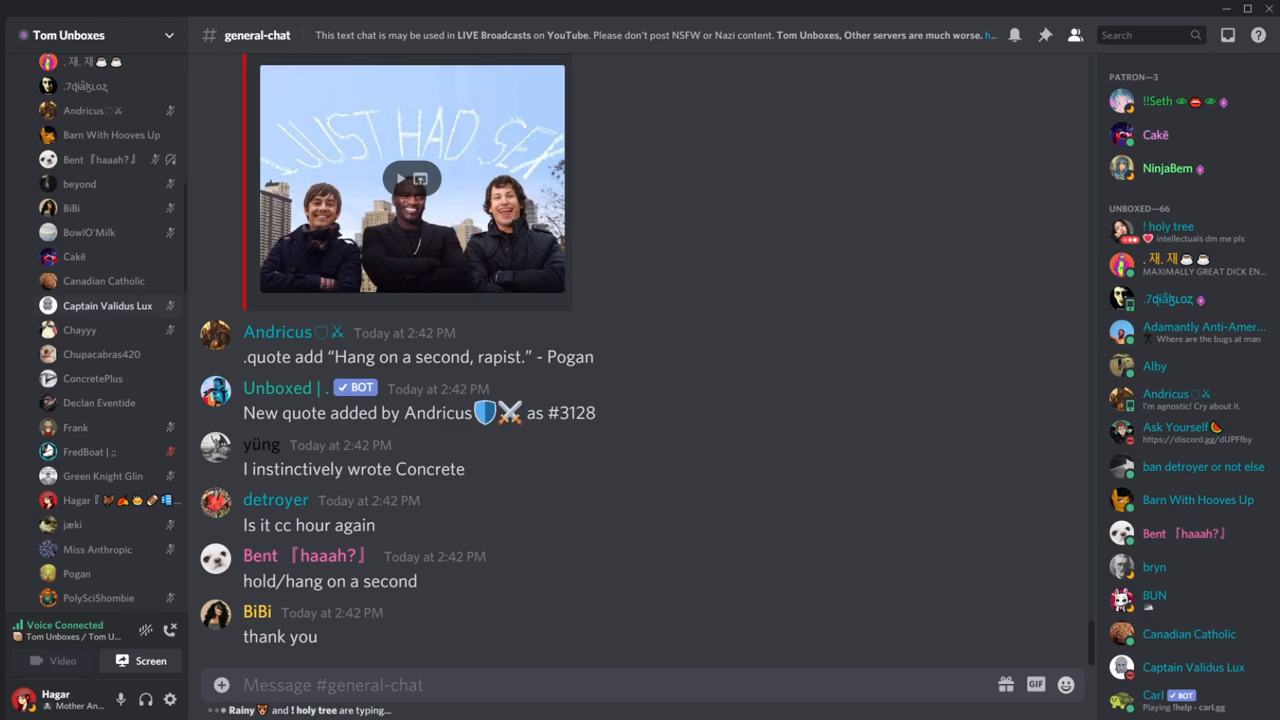 Tom Unboxes
. 재. 재☕☕
Andricus🛡⚔
Barn With Hooves Up
Bent『haaah?』
beyond
BiBi
BowlO'Milk
Cakë
Canadian Catholic
Captain Validus Lux
Chayyy
Chupacabras420
ConcretePlus
Declan Eventide
Frank
FredBoat | ;;
Green Knight Glin
Hagar『
jæki
Miss Anthropic
Pogan
PolySciShombie
Voice Connected
Tom Unboxes / Tom U...
Video
Screen
Hagar
Mother An...
# general-chat
This text chat is may be used in LIVE Broadcasts on YouTube. Please don't post NSFW or Nazi content. Tom Unboxes, Other servers are much worse. h...
Search
I JUST HAD SEX
Andricus🛡⚔ Today at 2:42 PM
.quote add “Hang on a second, rapist.” - Pogan
Unboxed | . ✓ BOT Today at 2:42 PM
New quote added by Andricus🛡⚔ as #3128
yüng Today at 2:42 PM
I instinctively wrote Concrete
detroyer Today at 2:42 PM
Is it cc hour again
Bent『haaah?』 Today at 2:42 PM
hold/hang on a second
BiBi Today at 2:42 PM
thank you
Message #general-chat
GIF
Rainy🐻 and ! holy tree are typing...
PATRON—3
!!Seth 👁👄👁
Cakë
NinjaBem
UNBOXED—66
! holy tree
intellectuals dm me pls
. 재. 재☕☕
MAXIMALLY GREAT DICK EN...
Adamantly Anti-Amer...
Where are the bugs at man
Alby
Andricus🛡⚔
I'm agnostic! Cry about it.
Ask Yourself🍉
https://discord.gg/dUPFfby
ban detroyer or not else
Barn With Hooves Up
Bent『haaah?』
bryn
BUN
Canadian Catholic
Captain Validus Lux
Carl ✓ BOT
Playing !help - carl.gg